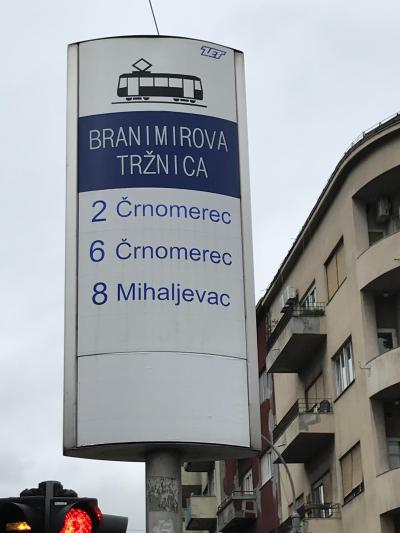 ZET
BRANIMIROVA
TRŽNICA
2 Črnomerec
6 Črnomerec
8 Mihaljevac